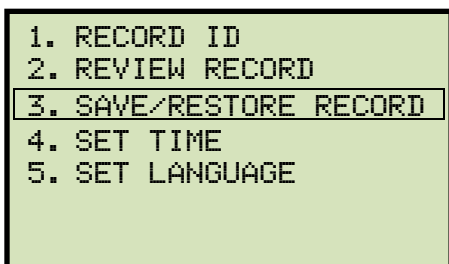 1. RECORD ID
2. REVIEW RECORD
3. SAVE/RESTORE RECORD
4. SET TIME
5. SET LANGUAGE